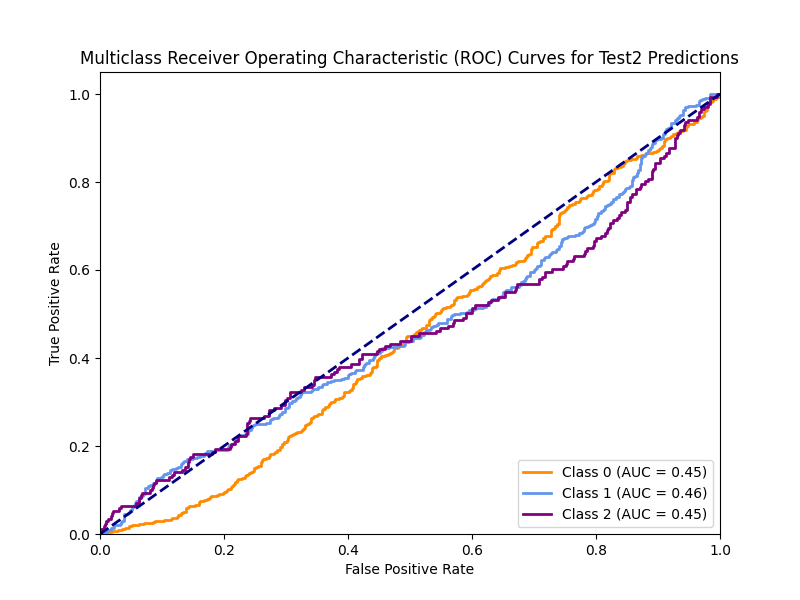 Multiclass Receiver Operating Characteristic (ROC) Curves for Test2 Predictions
1.0
0.8
0.6
0.4
0.2
0.0
True Positive Rate
0.0 0.2 0.4 0.6 0.8 1.0
False Positive Rate
Class 0 (AUC = 0.45)
Class 1 (AUC = 0.46)
Class 2 (AUC = 0.45)